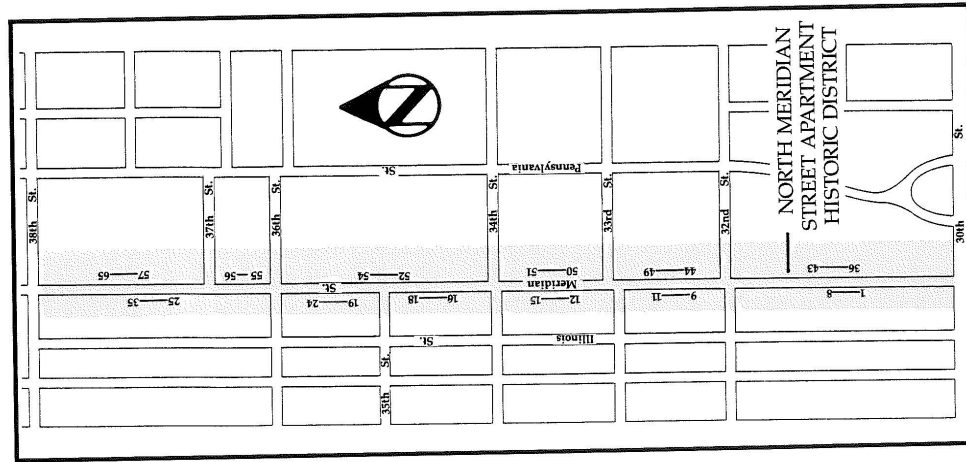 NORTH MERIDIAN
STREET APARTMENT
HISTORIC DISTRICT
38th St.
37th St.
36th St.
34th St.
33rd St.
32nd St.
30th St.
35th St.
Pennsylvania St.
Meridian St.
Illinois St.
57—65
55—56
52—54
50—51
44—49
36—43
25—35
19—24
16—18
12—15
9—11
1—8
N